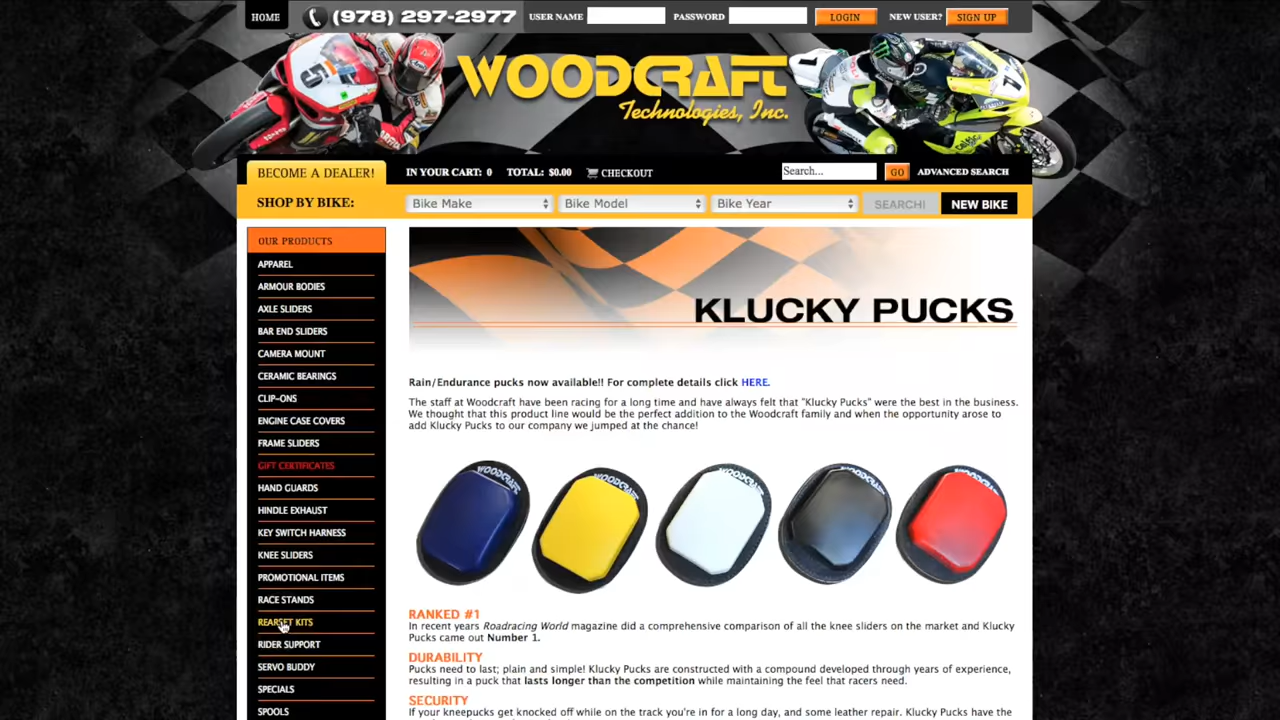 HOME
(978) 297-2977
USER NAME
PASSWORD
LOGIN
NEW USER?
SIGN UP
WOODCRAFT
Technologies, Inc.
BECOME A DEALER!
IN YOUR CART: 0 TOTAL: $0.00
CHECKOUT
Search...
GO
ADVANCED SEARCH
SHOP BY BIKE:
Bike Make
Bike Model
Bike Year
SEARCH!
NEW BIKE
OUR PRODUCTS
APPAREL
ARMOUR BODIES
AXLE SLIDERS
BAR END SLIDERS
CAMERA MOUNT
CERAMIC BEARINGS
CLIP-ONS
ENGINE CASE COVERS
FRAME SLIDERS
GIFT CERTIFICATES
HAND GUARDS
HINDLE EXHAUST
KEY SWITCH HARNESS
KNEE SLIDERS
PROMOTIONAL ITEMS
RACE STANDS
REARSET KITS
RIDER SUPPORT
SERVO BUDDY
SPECIALS
SPOOLS
KLUCKY PUCKS
Rain/Endurance pucks now available!! For complete details click HERE.
The staff at Woodcraft have been racing for a long time and have always felt that "Klucky Pucks" were the best in the business.
We thought that this product line would be the perfect addition to the Woodcraft family and when the opportunity arose to
add Klucky Pucks to our company we jumped at the chance!
WOODCRAFT
WOODCRAFT
WOODCRAFT
WOODCRAFT
WOODCRAFT
RANKED #1
In recent years Roadracing World magazine did a comprehensive comparison of all the knee sliders on the market and Klucky
Pucks came out Number 1.
DURABILITY
Pucks need to last; plain and simple! Klucky Pucks are constructed with a compound developed through years of experience,
resulting in a puck that lasts longer than the competition while maintaining the feel that racers need.
SECURITY
If your kneepucks get knocked off while on the track you're in for a long day, and some leather repair. Klucky Pucks have the